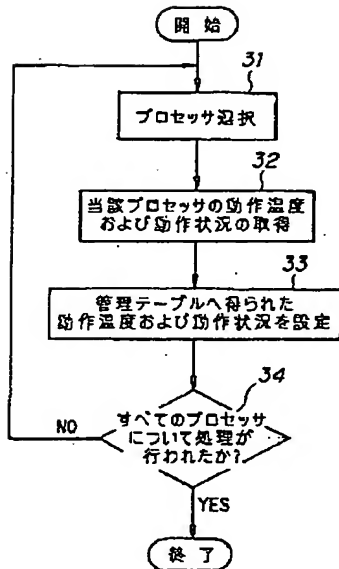 開始
31
プロセッサ選択
32
当該プロセッサの動作温度
および動作状況の取得
33
管理テーブルへ得られた
動作温度および動作状況を設定
34
すべてのプロセッサ
について処理が
行われたか?
NO
YES
終了